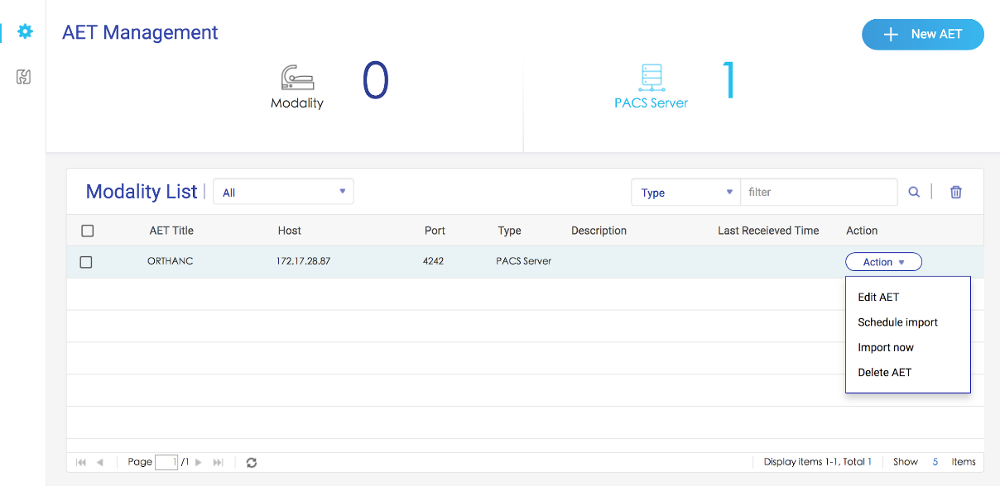 AET Management
New AET
Modality 0
PACS Server 1
Modality List All Type filter
AET Title Host Port Type Description Last Receieved Time Action
ORTHANC 172.17.28.87 4242 PACS Server Action
Edit AET
Schedule import
Import now
Delete AET
Page 1 /1 Display items 1-1, Total 1 Show 5 Items